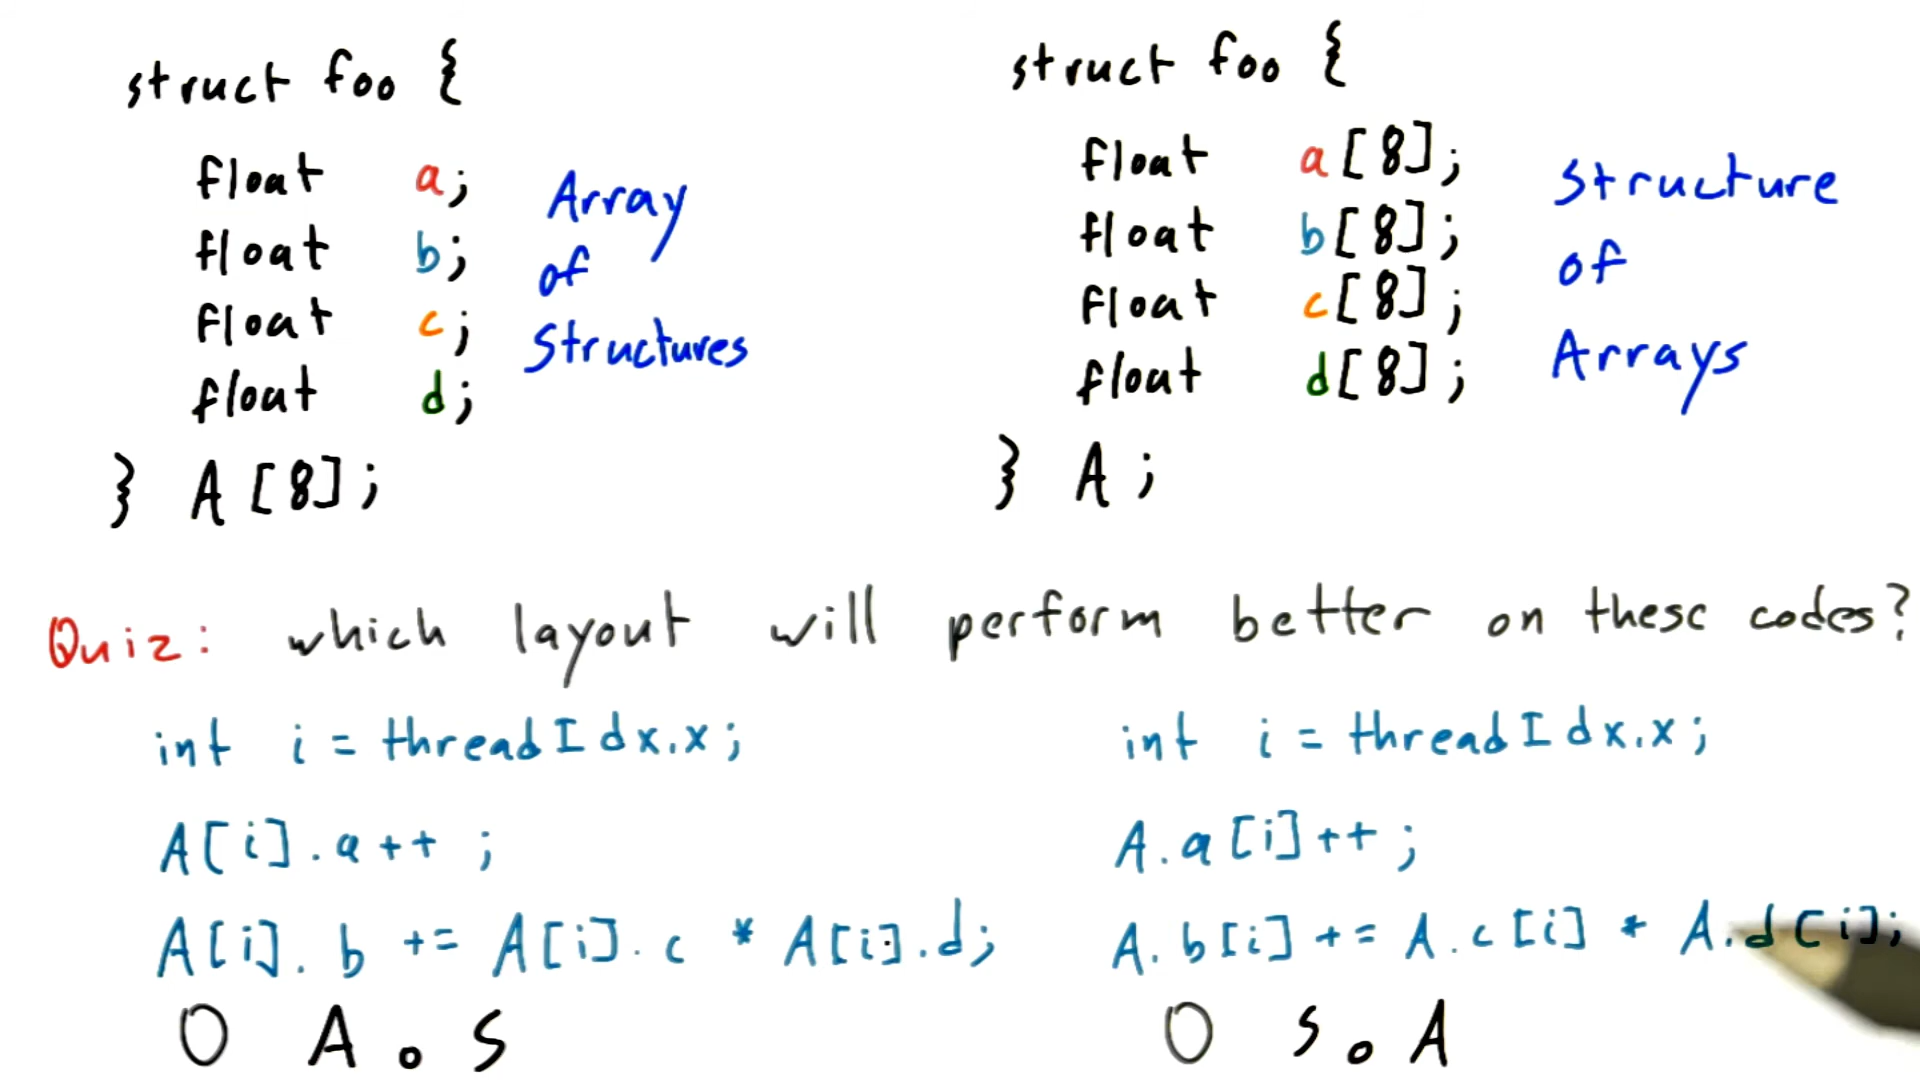 struct foo {
float a;
float b;
float c;
float d;
} A[8];
Array
of
Structures
struct foo {
float a[8];
float b[8];
float c[8];
float d[8];
} A;
Structure
of
Arrays
Quiz: which layout will perform better on these codes?
int i = threadIdx.x;
A[i].a++;
A[i].b += A[i].c * A[i].d;
O A o S
int i = threadIdx.x;
A.a[i]++;
A.b[i] += A.c[i] * A.d[i];
O S o A